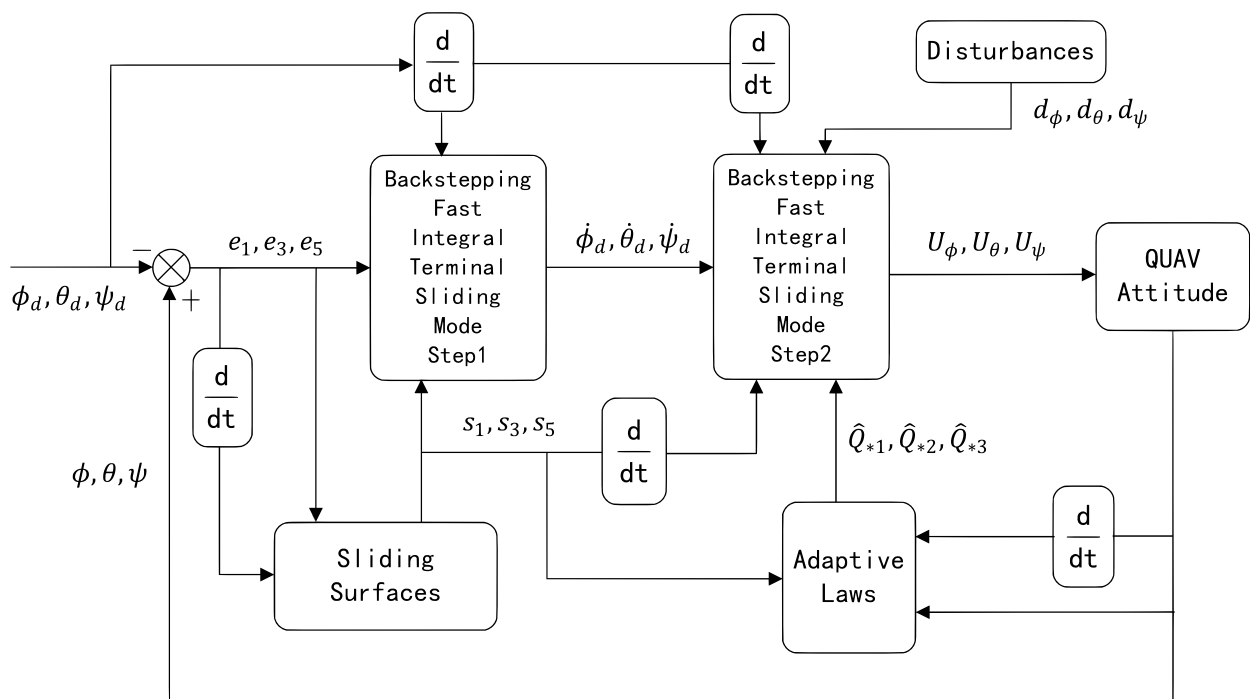 d
dt
d
dt
Disturbances
d_ϕ, d_θ, d_ψ
Backstepping
Fast
Integral
Terminal
Sliding
Mode
Step1
Backstepping
Fast
Integral
Terminal
Sliding
Mode
Step2
−
e_1, e_3, e_5
ϕ̇_d, θ̇_d, ψ̇_d
U_ϕ, U_θ, U_ψ
QUAV
Attitude
ϕ_d, θ_d, ψ_d
+
d
dt
s_1, s_3, s_5
d
dt
Q̂_{*1}, Q̂_{*2}, Q̂_{*3}
ϕ, θ, ψ
Sliding
Surfaces
Adaptive
Laws
d
dt